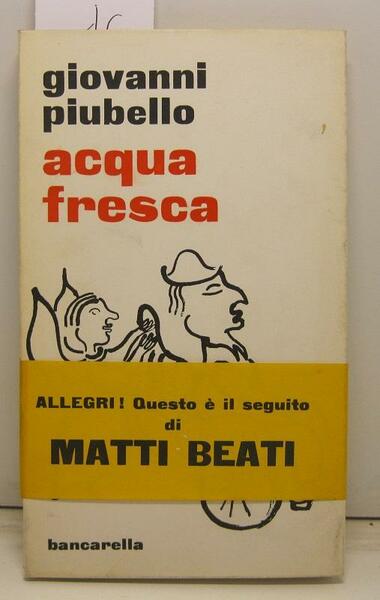 giovanni
piubello
acqua
fresca
ALLEGRI! Questo è il seguito
di
MATTI BEATI
bancarella